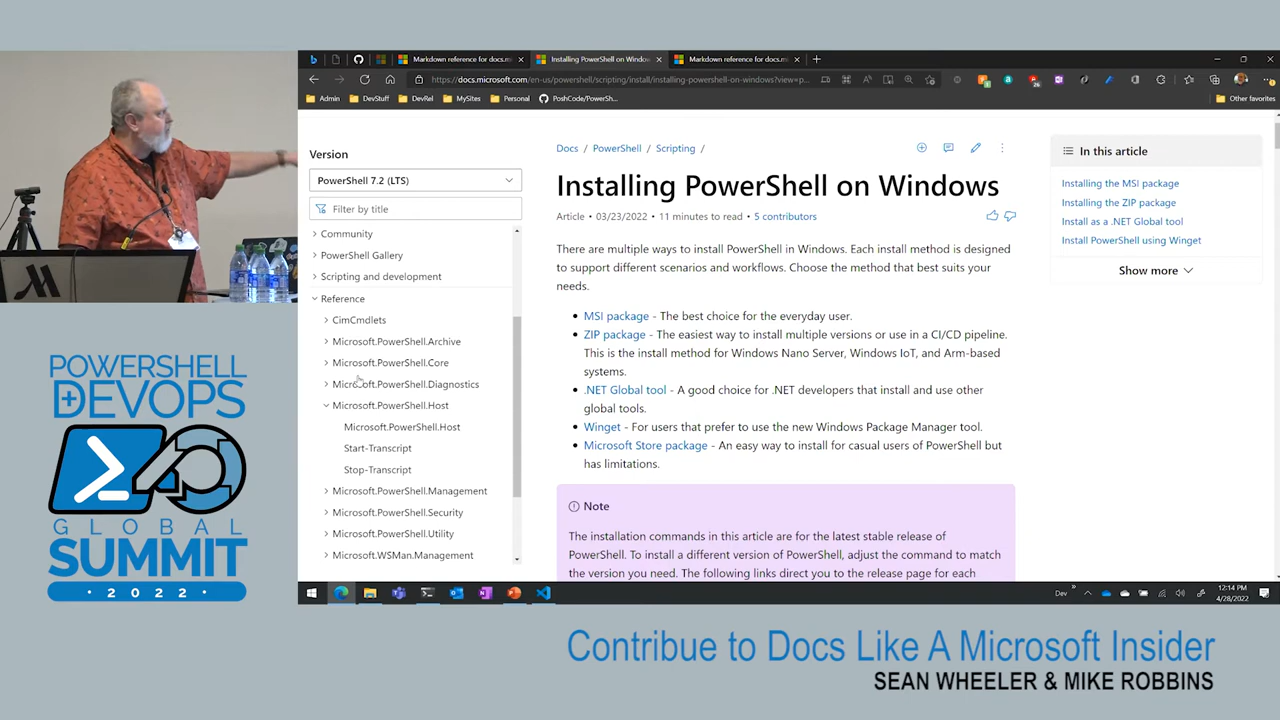 Markdown reference for docs.m
Installing PowerShell on Windo
Markdown reference for docs.m
https://docs.microsoft.com/en-us/powershell/scripting/install/installing-powershell-on-windows?view=p...
Admin
DevStuff
DevRel
MySites
Personal
PoshCode/PowerSh...
Other favorites
Version
PowerShell 7.2 (LTS)
Filter by title
Community
PowerShell Gallery
Scripting and development
Reference
CimCmdlets
Microsoft.PowerShell.Archive
Microsoft.PowerShell.Core
Microsoft.PowerShell.Diagnostics
Microsoft.PowerShell.Host
Microsoft.PowerShell.Host
Start-Transcript
Stop-Transcript
Microsoft.PowerShell.Management
Microsoft.PowerShell.Security
Microsoft.PowerShell.Utility
Microsoft.WSMan.Management
Docs / PowerShell / Scripting /
Installing PowerShell on Windows
Article • 03/23/2022 • 11 minutes to read • 5 contributors
There are multiple ways to install PowerShell in Windows. Each install method is designed
to support different scenarios and workflows. Choose the method that best suits your
needs.
• MSI package - The best choice for the everyday user.
• ZIP package - The easiest way to install multiple versions or use in a CI/CD pipeline.
This is the install method for Windows Nano Server, Windows IoT, and Arm-based
systems.
• .NET Global tool - A good choice for .NET developers that install and use other
global tools.
• Winget - For users that prefer to use the new Windows Package Manager tool.
• Microsoft Store package - An easy way to install for casual users of PowerShell but
has limitations.
Note
The installation commands in this article are for the latest stable release of
PowerShell. To install a different version of PowerShell, adjust the command to match
the version you need. The following links direct you to the release page for each
In this article
Installing the MSI package
Installing the ZIP package
Install as a .NET Global tool
Install PowerShell using Winget
Show more
Dev
12:14 PM
4/28/2022
POWERSHELL
+DEVOPS
GLOBAL
SUMMIT
· 2022 ·
Contribue to Docs Like A Microsoft Insider
SEAN WHEELER & MIKE ROBBINS